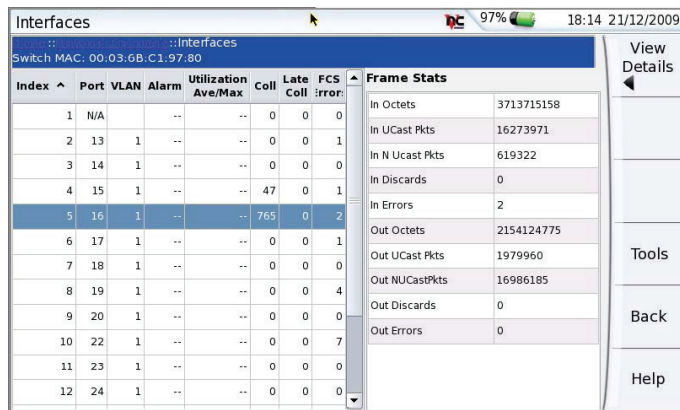 Interfaces
97%
18:14 21/12/2009
::Interfaces
Switch MAC: 00:03:6B:C1:97:80
View Details
Index Port VLAN Alarm Utilization Ave/Max Coll Late Coll FCS Error:
1 N/A -- -- 0 0 0
2 13 1 -- -- 0 0 1
3 14 1 -- -- 0 0 0
4 15 1 -- -- 47 0 1
5 16 1 -- -- 765 0 2
6 17 1 -- -- 0 0 1
7 18 1 -- -- 0 0 0
8 19 1 -- -- 0 0 4
9 20 1 -- -- 0 0 0
10 22 1 -- -- 0 0 7
11 23 1 -- -- 0 0 0
12 24 1 -- -- 0 0 0
Frame Stats
In Octets 3713715158
In UCast Pkts 16273971
In N Ucast Pkts 619322
In Discards 0
In Errors 2
Out Octets 2154124775
Out UCast Pkts 1979960
Out NUCastPkts 16986185
Out Discards 0
Out Errors 0
Tools
Back
Help